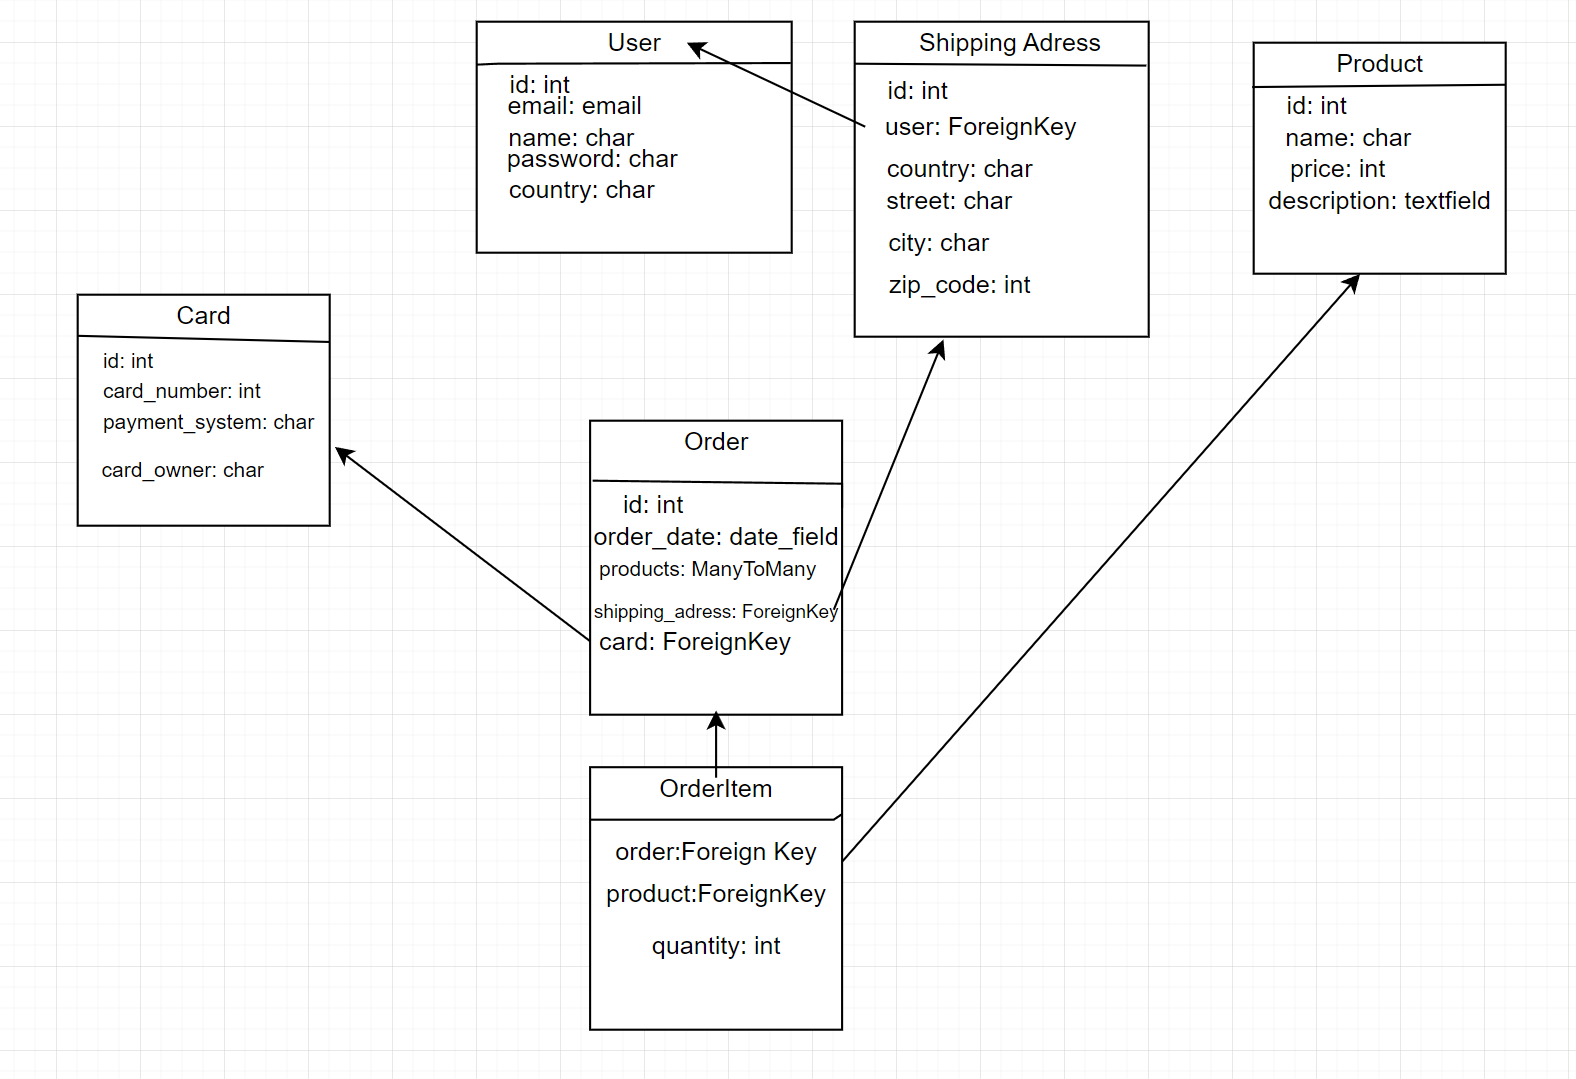 User
id: int
email: email
name: char
password: char
country: char
Shipping Adress
id: int
user: ForeignKey
country: char
street: char
city: char
zip_code: int
Product
id: int
name: char
price: int
description: textfield
Card
id: int
card_number: int
payment_system: char
card_owner: char
Order
id: int
order_date: date_field
products: ManyToMany
shipping_adress: ForeignKey
card: ForeignKey
OrderItem
order:Foreign Key
product:ForeignKey
quantity: int